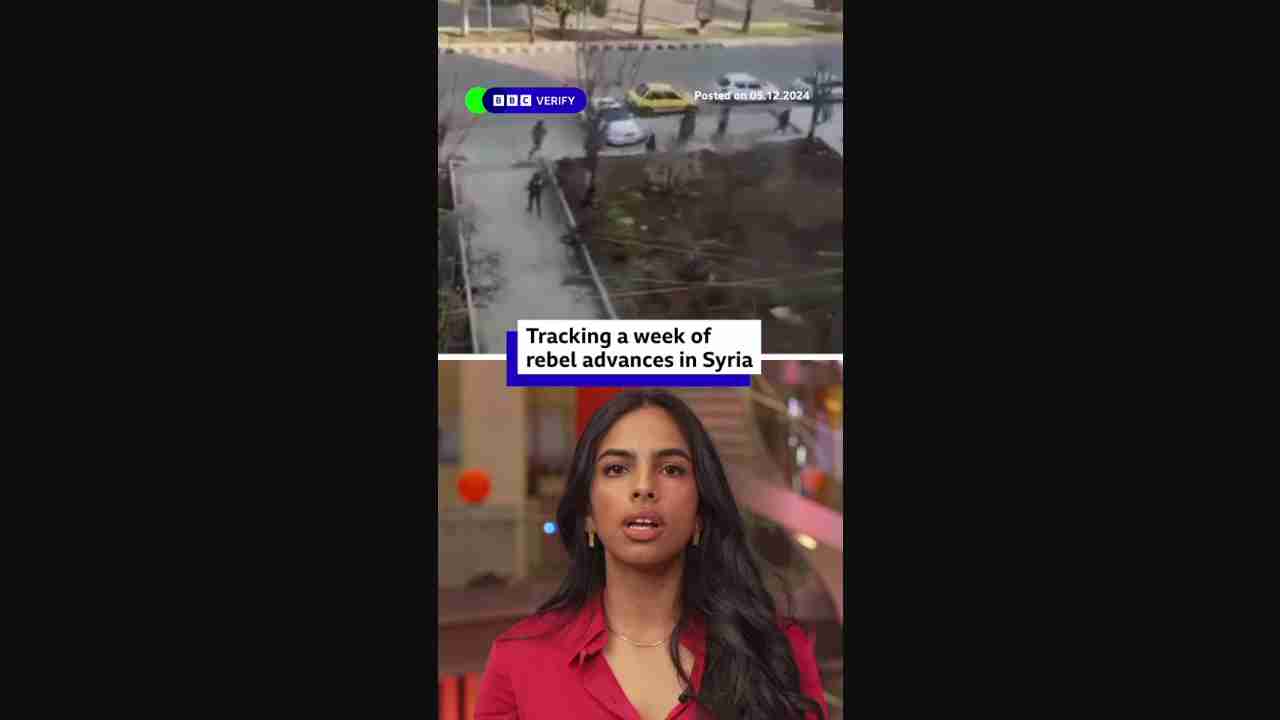 BBC VERIFY
Posted on 05.12.2024
Tracking a week of
rebel advances in Syria